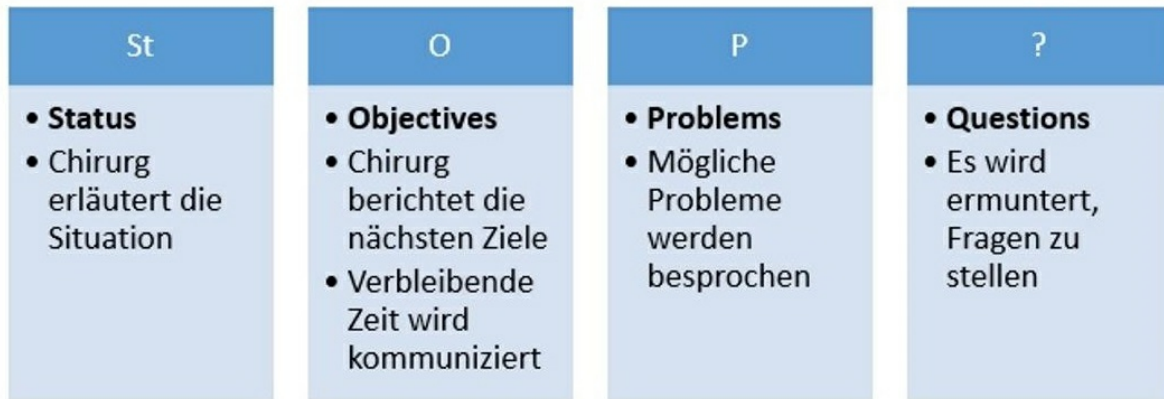 St
• Status
• Chirurg
erläutert die
Situation
O
• Objectives
• Chirurg
berichtet die
nächsten Ziele
• Verbleibende
Zeit wird
kommuniziert
P
• Problems
• Mögliche
Probleme
werden
besprochen
?
• Questions
• Es wird
ermuntert,
Fragen zu
stellen